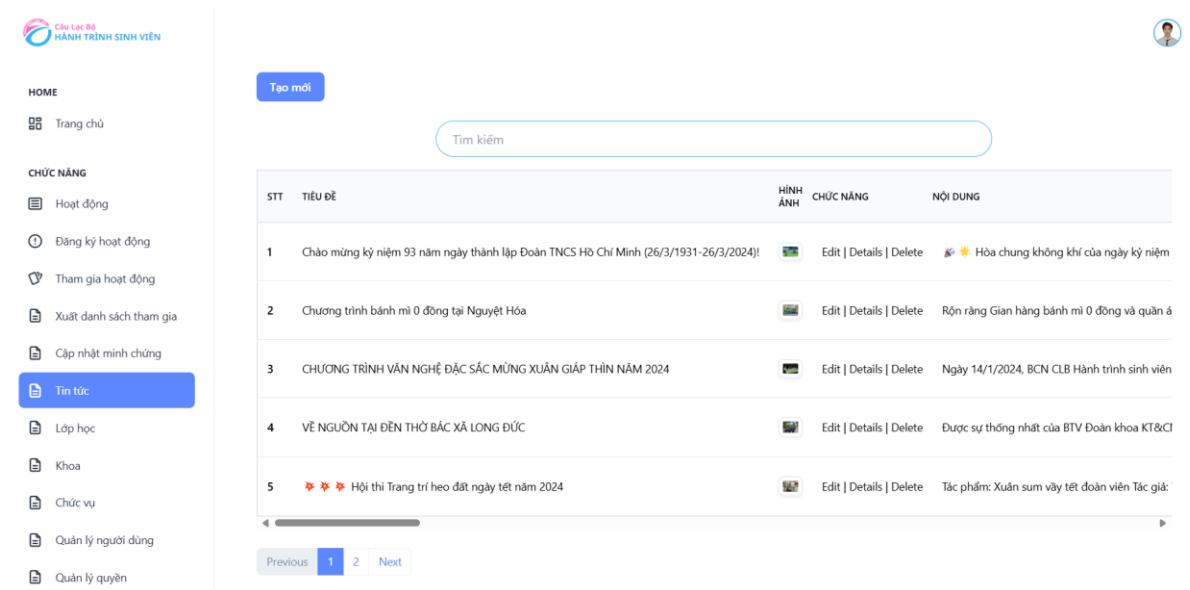 Câu Lạc Bộ
HÀNH TRÌNH SINH VIÊN
HOME
Trang chủ
CHỨC NĂNG
Hoạt động
Đăng ký hoạt động
Tham gia hoạt động
Xuất danh sách tham gia
Cập nhật minh chứng
Tin tức
Lớp học
Khoa
Chức vụ
Quản lý người dùng
Quản lý quyền
Tạo mới
Tìm kiếm
STT TIÊU ĐỀ HÌNH ẢNH CHỨC NĂNG NỘI DUNG
1 Chào mừng kỷ niệm 93 năm ngày thành lập Đoàn TNCS Hồ Chí Minh (26/3/1931-26/3/2024)! Edit | Details | Delete 🎉 🌟 Hòa chung không khí của ngày kỷ niệm
2 Chương trình bánh mì 0 đồng tại Nguyệt Hóa Edit | Details | Delete Rộn ràng Gian hàng bánh mì 0 đồng và quần á
3 CHƯƠNG TRÌNH VĂN NGHỆ ĐẶC SẮC MỪNG XUÂN GIÁP THÌN NĂM 2024 Edit | Details | Delete Ngày 14/1/2024, BCN CLB Hành trình sinh viên
4 VỀ NGUỒN TẠI ĐỀN THỜ BÁC XÃ LONG ĐỨC Edit | Details | Delete Được sự thống nhất của BTV Đoàn khoa KT&CN
5 💥 💥 💥 Hội thi Trang trí heo đất ngày tết năm 2024 Edit | Details | Delete Tác phẩm: Xuân sum vầy tết đoàn viên Tác giả:
Previous 1 2 Next